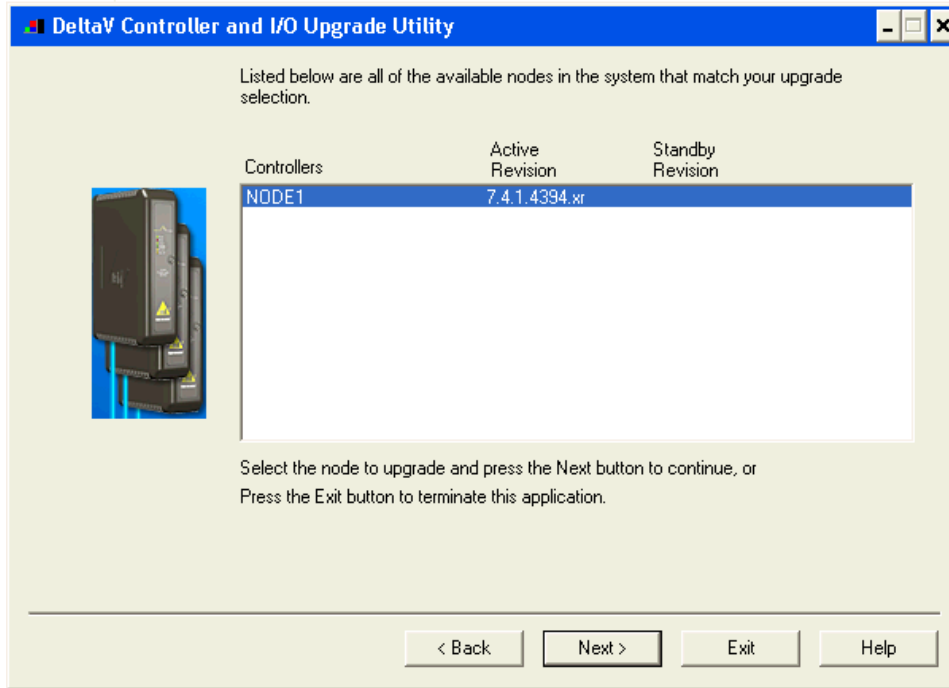 DeltaV Controller and I/O Upgrade Utility
Listed below are all of the available nodes in the system that match your upgrade
selection.
Active Standby
Controllers Revision Revision
NODE1 7.4.1.4394.xr
Select the node to upgrade and press the Next button to continue, or
Press the Exit button to terminate this application.
< Back Next > Exit Help